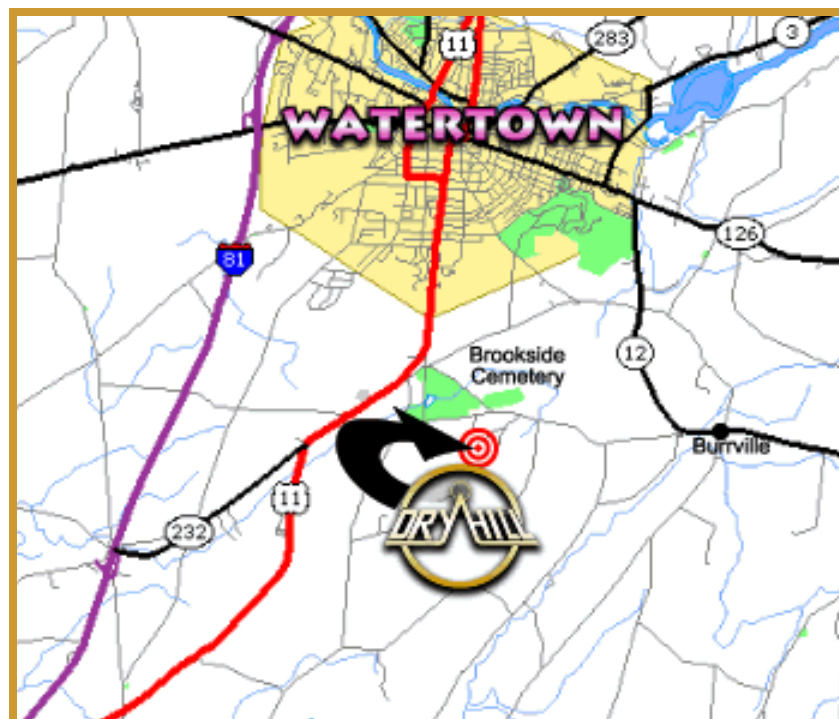 11
283
3
WATERTOWN
126
81
12
Brookside
Cemetery
Burrville
11
DRY HILL
232